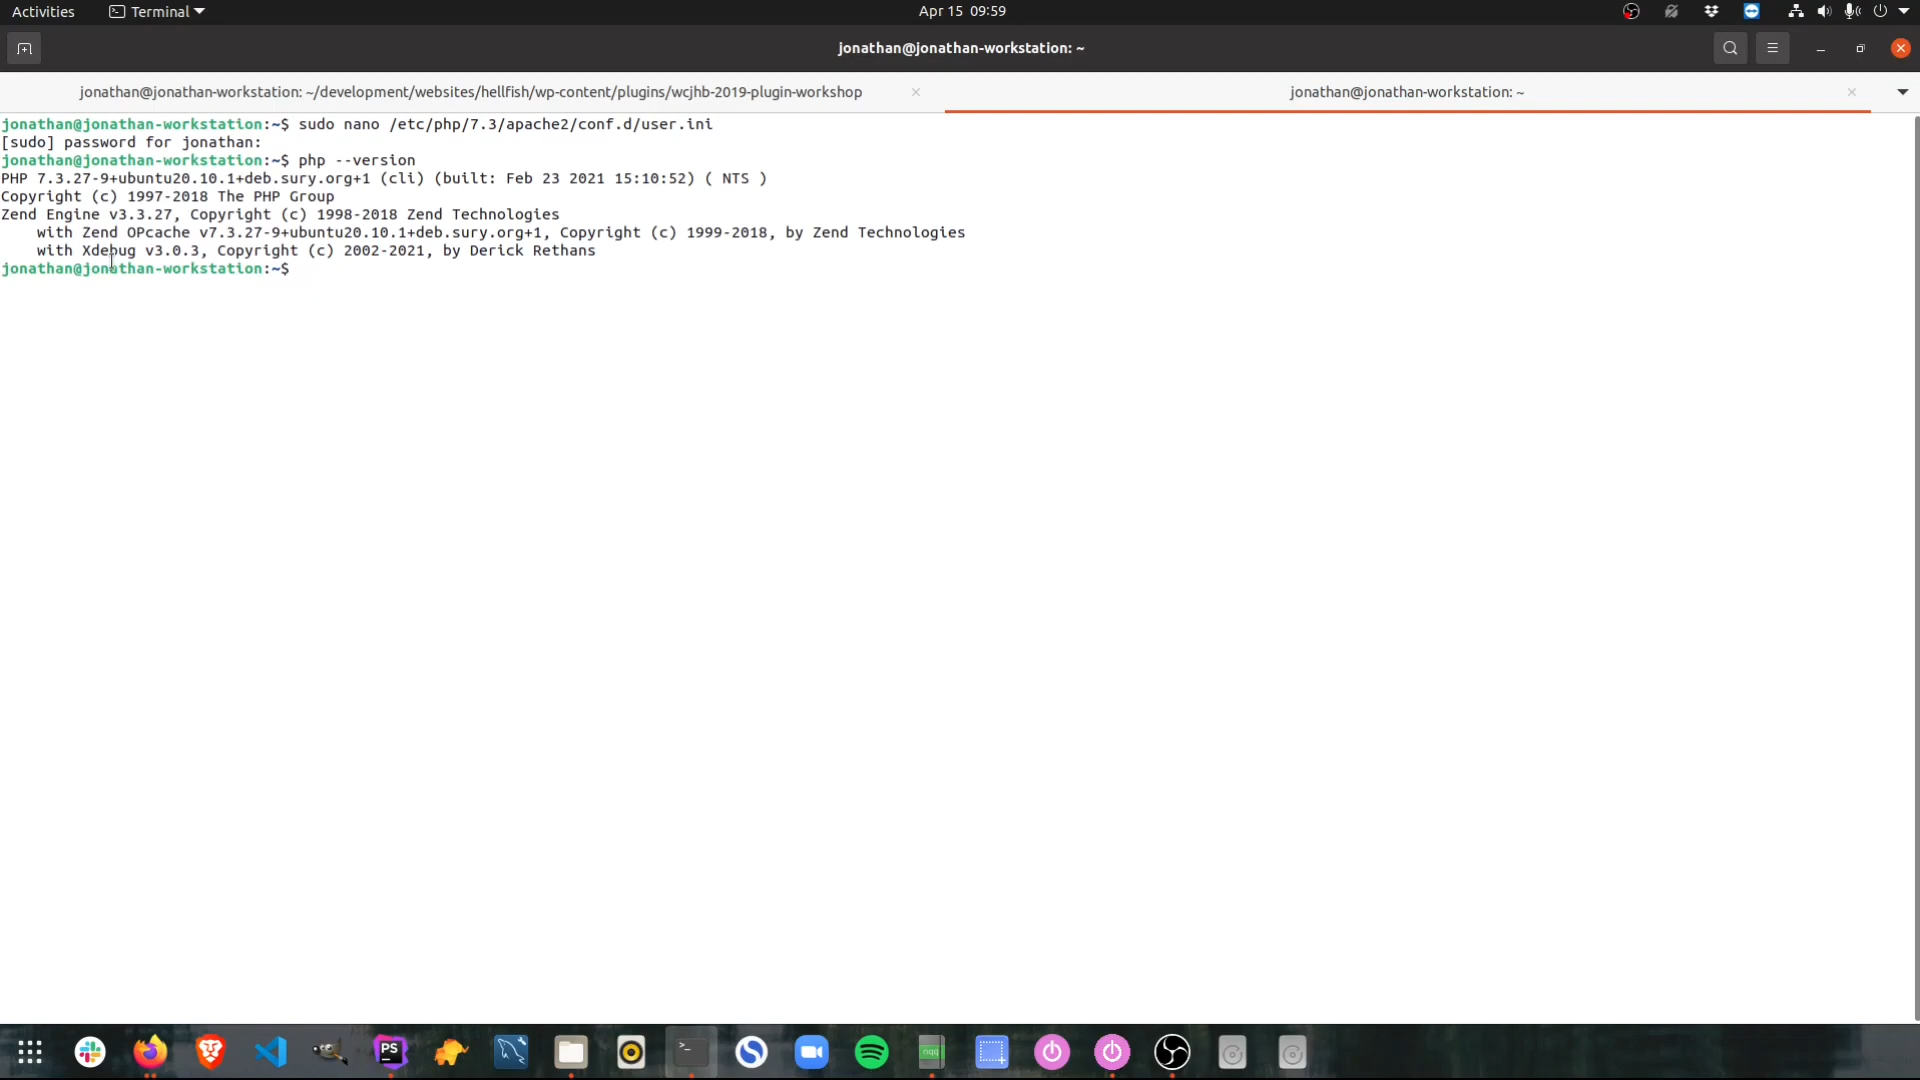 Activities
Terminal
Apr 15 09:59
jonathan@jonathan-workstation: ~
jonathan@jonathan-workstation: ~/development/websites/hellfish/wp-content/plugins/wcjhb-2019-plugin-workshop
jonathan@jonathan-workstation: ~
jonathan@jonathan-workstation:~$ sudo nano /etc/php/7.3/apache2/conf.d/user.ini
[sudo] password for jonathan:
jonathan@jonathan-workstation:~$ php --version
PHP 7.3.27-9+ubuntu20.10.1+deb.sury.org+1 (cli) (built: Feb 23 2021 15:10:52) ( NTS )
Copyright (c) 1997-2018 The PHP Group
Zend Engine v3.3.27, Copyright (c) 1998-2018 Zend Technologies
    with Zend OPcache v7.3.27-9+ubuntu20.10.1+deb.sury.org+1, Copyright (c) 1999-2018, by Zend Technologies
    with Xdebug v3.0.3, Copyright (c) 2002-2021, by Derick Rethans
jonathan@jonathan-workstation:~$
PS
nqq